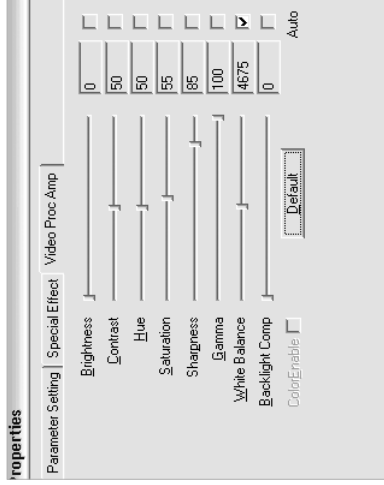 roperties
Parameter Setting Special Effect Video Proc Amp
Brightness 0
Contrast 50
Hue 50
Saturation 55
Sharpness 85
Gamma 100
White Balance 4675
Backlight Comp 0
ColorEnable Default Auto